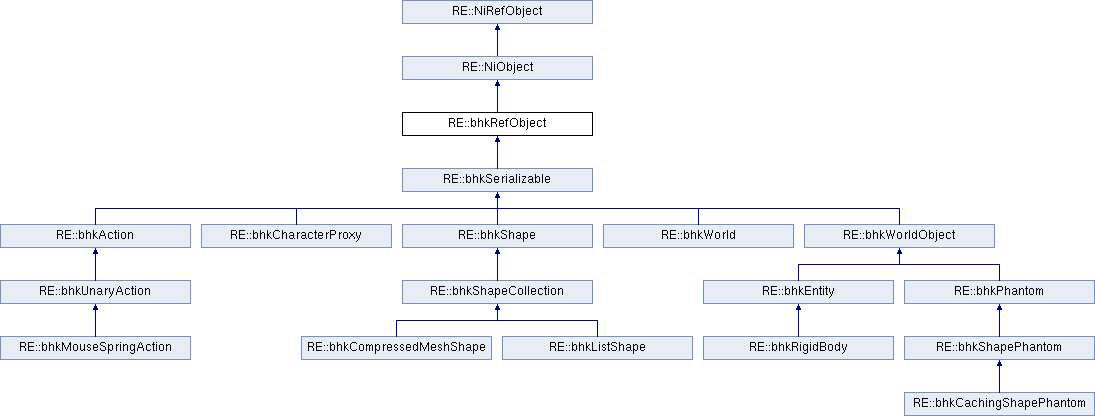 RE::NiRefObject
RE::NiObject
RE::bhkRefObject
RE::bhkSerializable
RE::bhkAction RE::bhkCharacterProxy RE::bhkShape RE::bhkWorld RE::bhkWorldObject
RE::bhkUnaryAction RE::bhkShapeCollection RE::bhkEntity RE::bhkPhantom
RE::bhkMouseSpringAction RE::bhkCompressedMeshShape RE::bhkListShape RE::bhkRigidBody RE::bhkShapePhantom
RE::bhkCachingShapePhantom